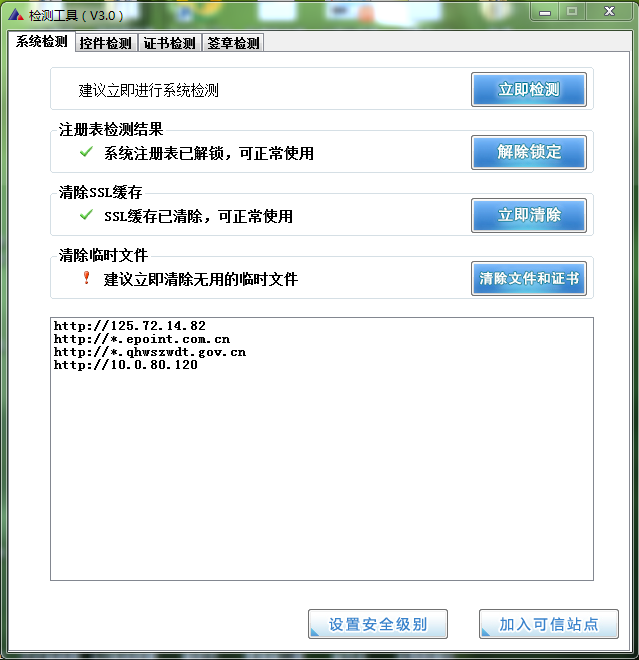 检测工具（V3.0）
系统检测 控件检测 证书检测 签章检测
建议立即进行系统检测 立即检测
注册表检测结果
系统注册表已解锁，可正常使用 解除锁定
清除SSL缓存
SSL缓存已清除，可正常使用 立即清除
清除临时文件
建议立即清除无用的临时文件 清除文件和证书
http://125.72.14.82
http://*.epoint.com.cn
http://*.qhwszwdt.gov.cn
http://10.0.80.120
设置安全级别 加入可信站点